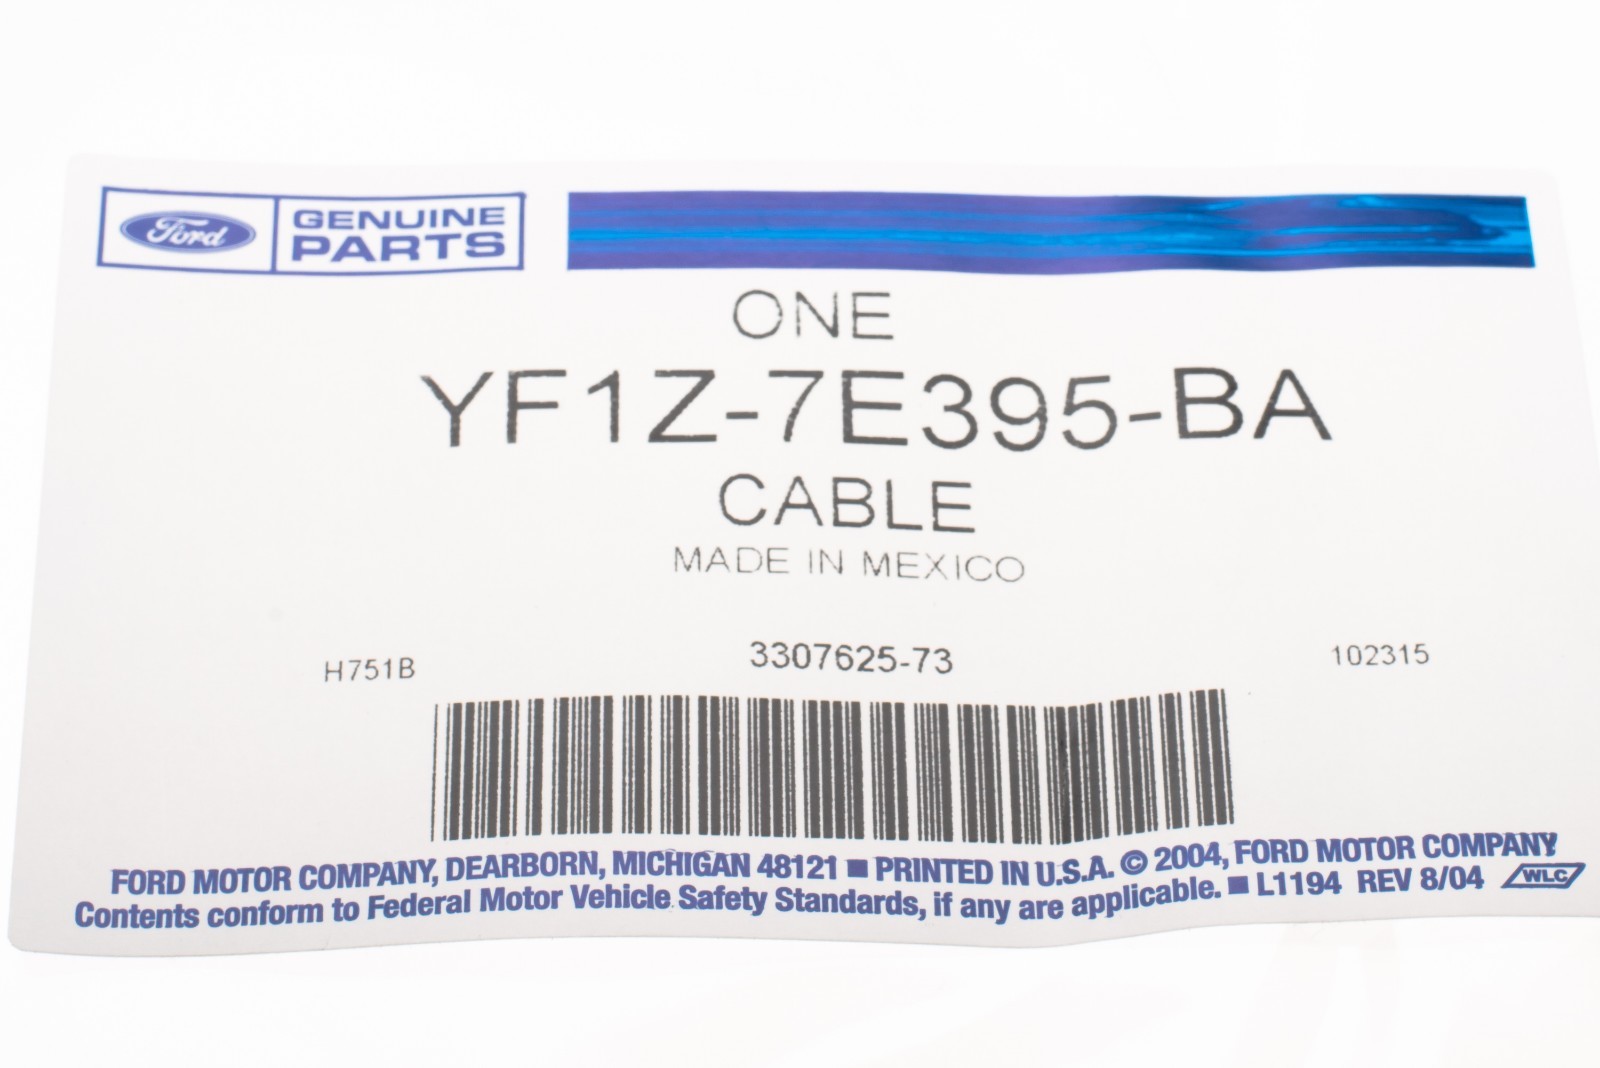 Ford GENUINE
PARTS
ONE
YF1Z-7E395-BA
CABLE
MADE IN MEXICO
H751B 3307625-73 102315
FORD MOTOR COMPANY, DEARBORN, MICHIGAN 48121 ■ PRINTED IN U.S.A. © 2004, FORD MOTOR COMPANY
Contents conform to Federal Motor Vehicle Safety Standards, if any are applicable. ■ L1194 REV 8/04 WLC